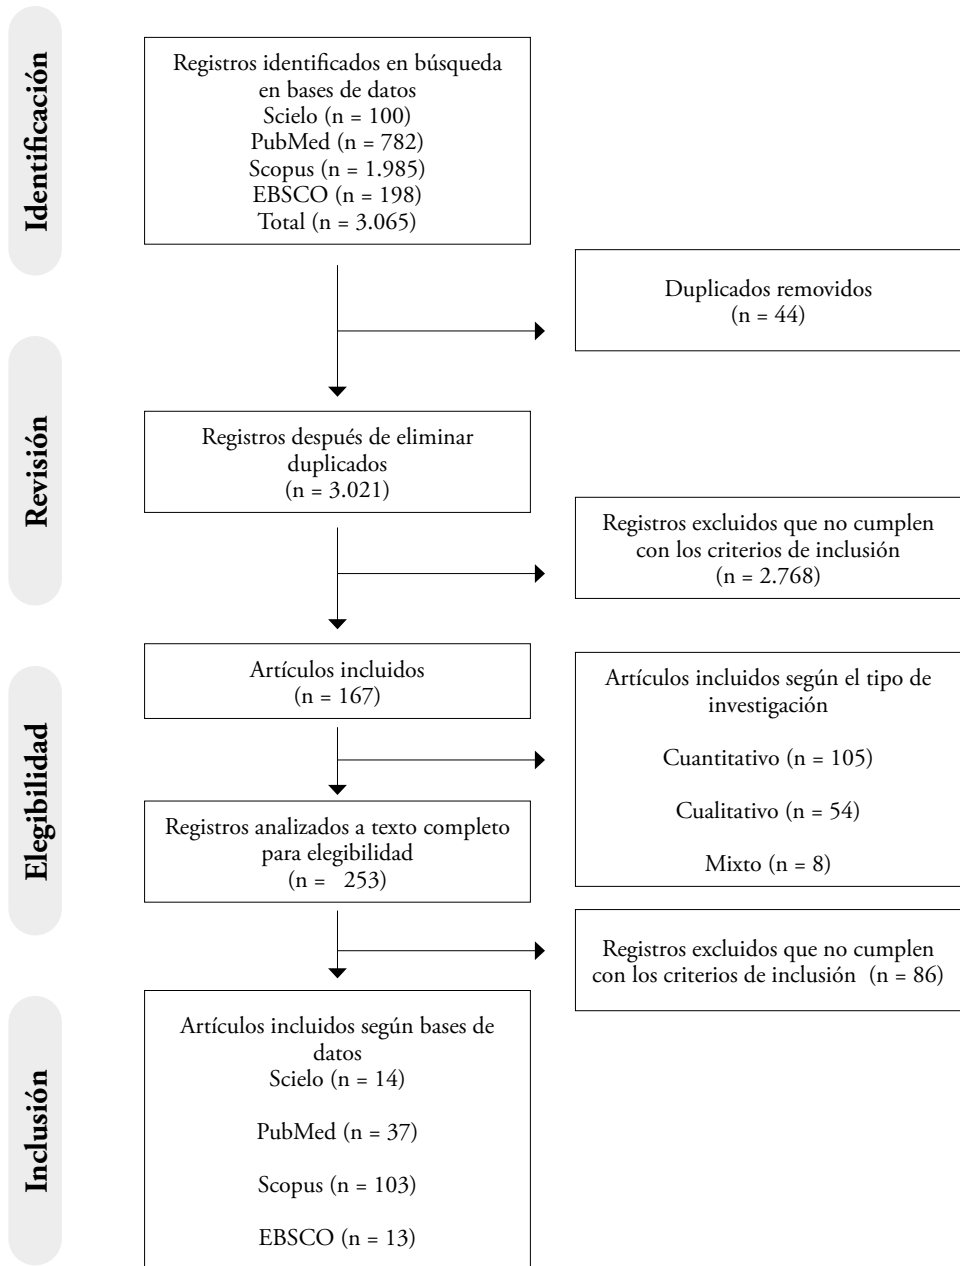 Identificación
Registros identificados en búsqueda
en bases de datos
Scielo (n = 100)
PubMed (n = 782)
Scopus (n = 1.985)
EBSCO (n = 198)
Total (n = 3.065)
Duplicados removidos
(n = 44)
Revisión
Registros después de eliminar
duplicados
(n = 3.021)
Registros excluidos que no cumplen
con los criterios de inclusión
(n = 2.768)
Elegibilidad
Artículos incluidos
(n = 167)
Artículos incluidos según el tipo de
investigación
Cuantitativo (n = 105)
Cualitativo (n = 54)
Mixto (n = 8)
Registros analizados a texto completo
para elegibilidad
(n = 253)
Registros excluidos que no cumplen
con los criterios de inclusión (n = 86)
Inclusión
Artículos incluidos según bases de
datos
Scielo (n = 14)
PubMed (n = 37)
Scopus (n = 103)
EBSCO (n = 13)